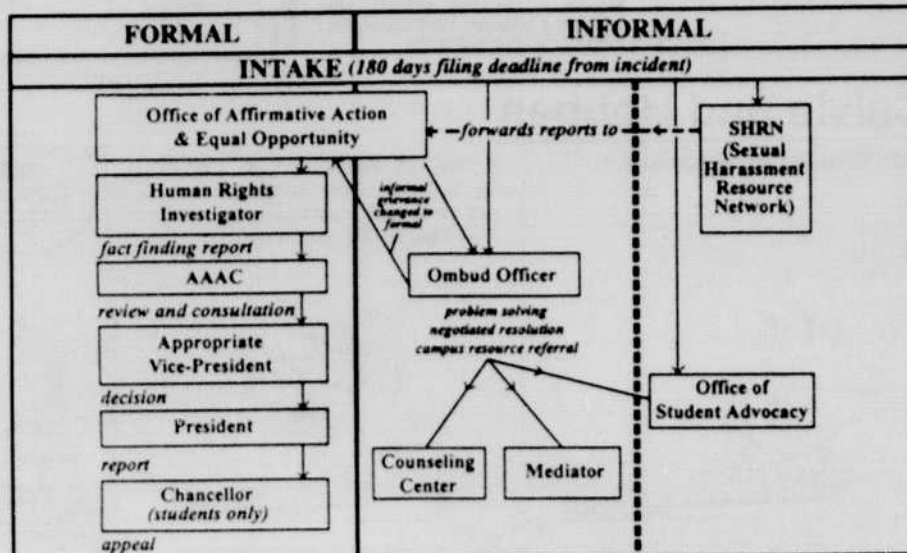 FORMAL
INFORMAL
INTAKE (180 days filing deadline from incident)
Office of Affirmative Action
& Equal Opportunity
forwards reports to
SHRN
(Sexual
Harassment
Resource
Network)
Human Rights
Investigator
informal
grievance
changed to
formal
fact finding report
AAAC
Ombud Officer
review and consultation
problem solving
negotiated resolution
campus resource referral
Appropriate
Vice-President
decision
Office of
Student Advocacy
President
report
Counseling
Center
Mediator
Chancellor
(students only)
appeal